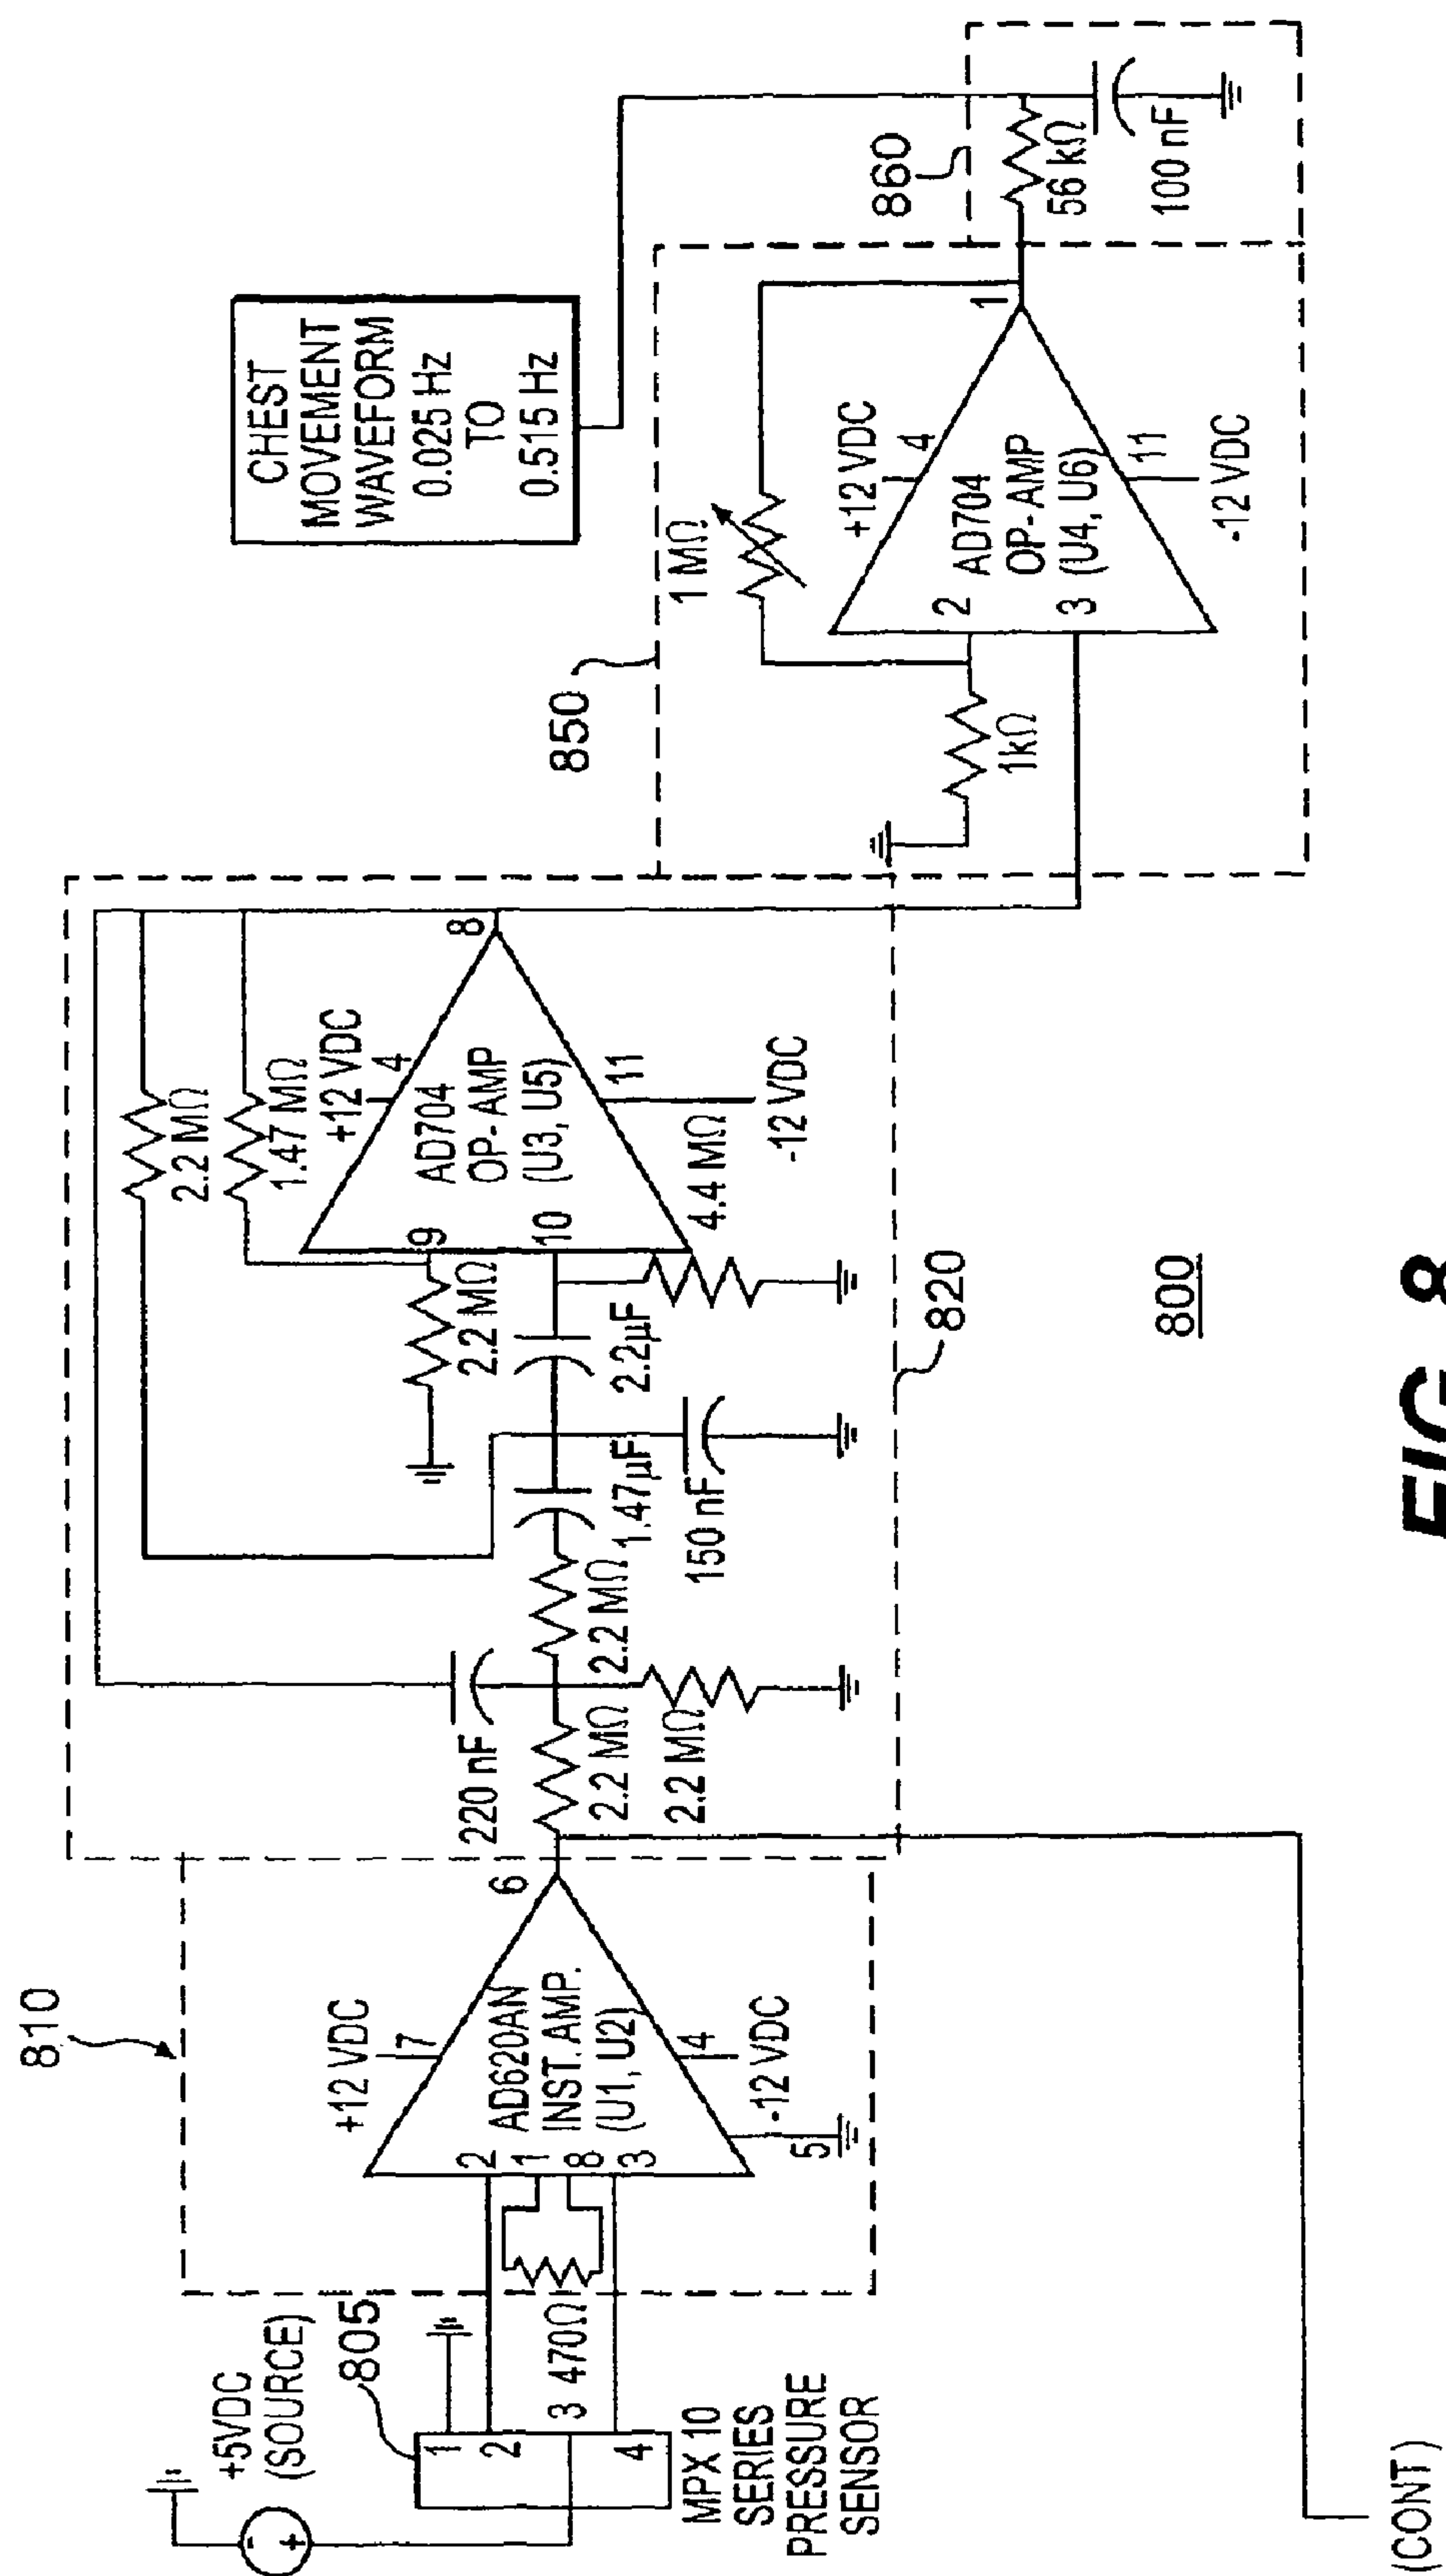 810
+5VDC
(SOURCE)
805
1
2
3
4
MPX 10
SERIES
PRESSURE
SENSOR
470Ω
+12 VDC
7
2
1
8
3
AD620AN
INST. AMP.
(U1, U2)
6
4
-12 VDC
5
(CONT)
220 nF
2.2 MΩ
2.2 MΩ
2.2 MΩ
1.47µF
150 nF
2.2µF
2.2 MΩ
4.4 MΩ
2.2 MΩ
1.47 MΩ
+12 VDC
4
9
10
AD704
OP-AMP
(U3, U5)
8
11
-12 VDC
820
850
1 MΩ
1kΩ
+12 VDC
4
2
3
AD704
OP-AMP
(U4, U6)
1
11
-12 VDC
860
56 kΩ
100 nF
CHEST
MOVEMENT
WAVEFORM
0.025 Hz
TO
0.515 Hz
800
FIG. 8